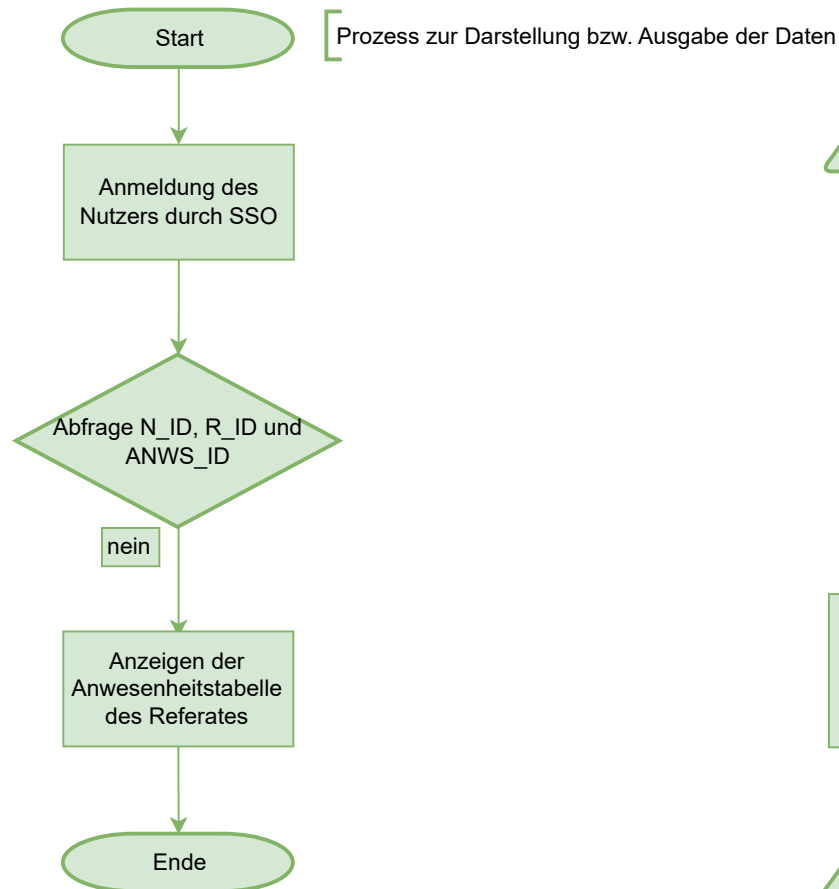 Start
Prozess zur Darstellung bzw. Ausgabe der Daten
Anmeldung des
Nutzers durch SSO
Abfrage N_ID, R_ID und
ANWS_ID
nein
Anzeigen der
Anwesenheitstabelle
des Referates
Ende